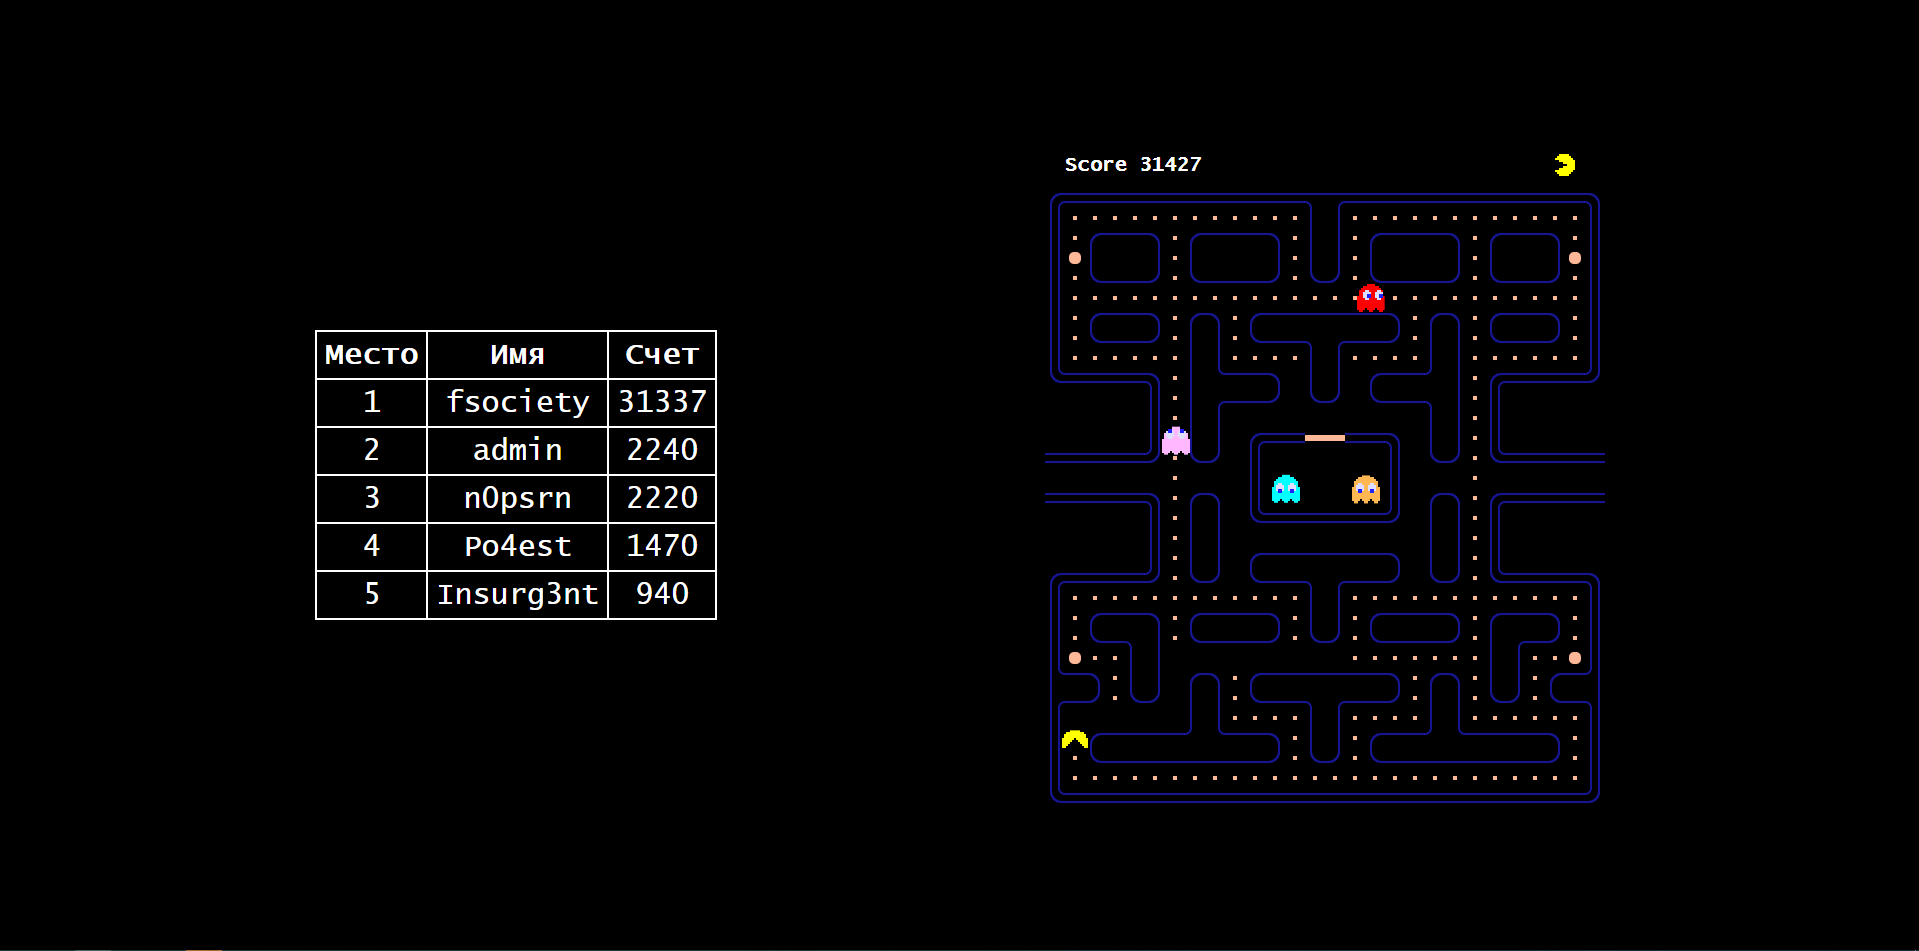 Score 31427
Место Имя Счет
1 fsociety 31337
2 admin 2240
3 n0psrn 2220
4 Po4est 1470
5 Insurg3nt 940